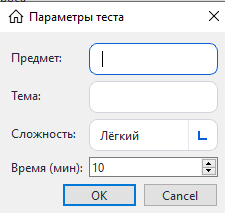 Параметры теста
Предмет:
Тема:
Сложность: Лёгкий
Время (мин): 10
OK Cancel